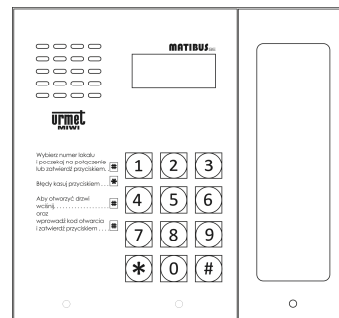 MATIBUS SE
urmet
MIWI
Wybierz numer lokalu
i poczekaj na połączenie
lub zatwierdź przyciskiem. #
Błędy kasuj przyciskiem . . . *
Aby otworzyć drzwi
wciśnij. . . . . . . . . . . . . . #
oraz
wprowadź kod otwarcia
i zatwierdź przyciskiem . . . #
1 2 3
4 5 6
7 8 9
* 0 #